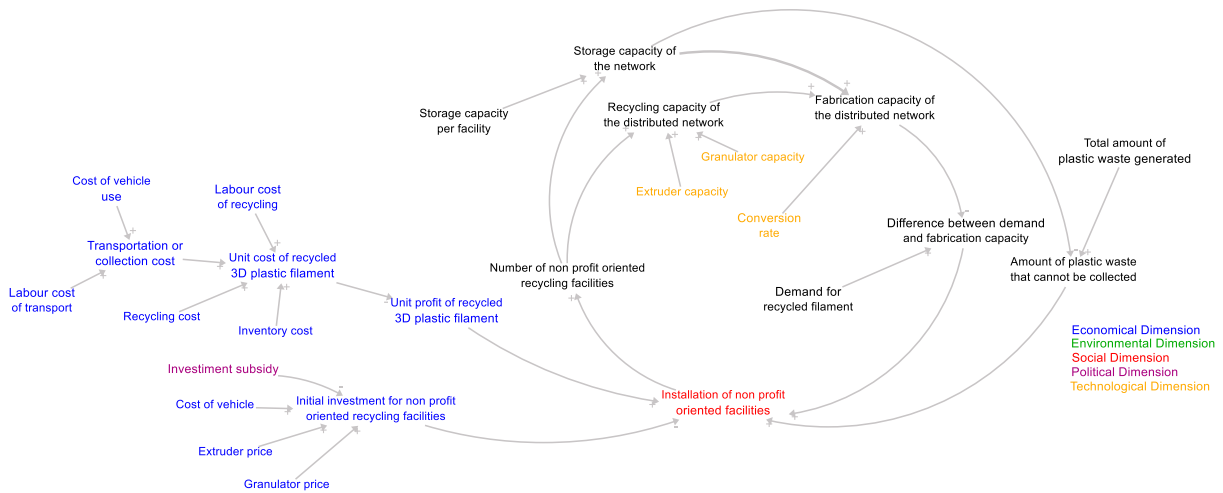 Storage capacity of
the network
Storage capacity
per facility
Recycling capacity of
the distributed network
Fabrication capacity of
the distributed network
Granulator capacity
Extruder capacity
Conversion
rate
Total amount of
plastic waste generated
Cost of vehicle
use
Labour cost
of recycling
Transportation or
collection cost
Unit cost of recycled
3D plastic filament
Labour cost
of transport
Recycling cost
Inventory cost
Unit profit of recycled
3D plastic filament
Number of non profit oriented
recycling facilities
Difference between demand
and fabrication capacity
Amount of plastic waste
that cannot be collected
Demand for
recycled filament
Investiment subsidy
Cost of vehicle
Initial investment for non profit
oriented recycling facilities
Extruder price
Granulator price
Installation of non profit
oriented facilities
Economical Dimension
Environmental Dimension
Social Dimension
Political Dimension
Technological Dimension